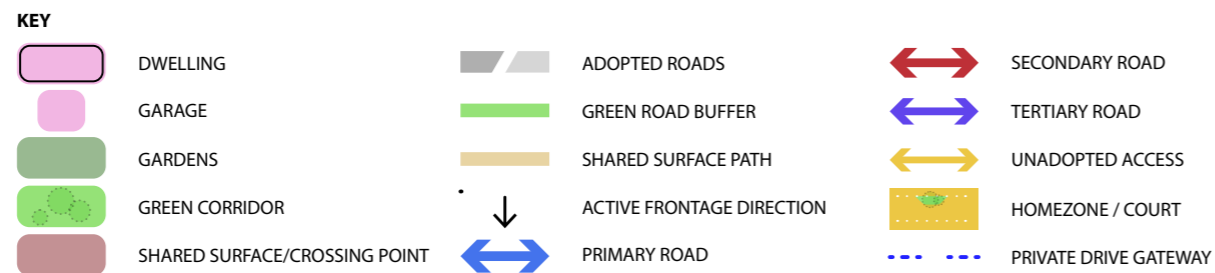 KEY
DWELLING
GARAGE
GARDENS
GREEN CORRIDOR
SHARED SURFACE/CROSSING POINT
ADOPTED ROADS
GREEN ROAD BUFFER
SHARED SURFACE PATH
ACTIVE FRONTAGE DIRECTION
PRIMARY ROAD
SECONDARY ROAD
TERTIARY ROAD
UNADOPTED ACCESS
HOMEZONE / COURT
PRIVATE DRIVE GATEWAY